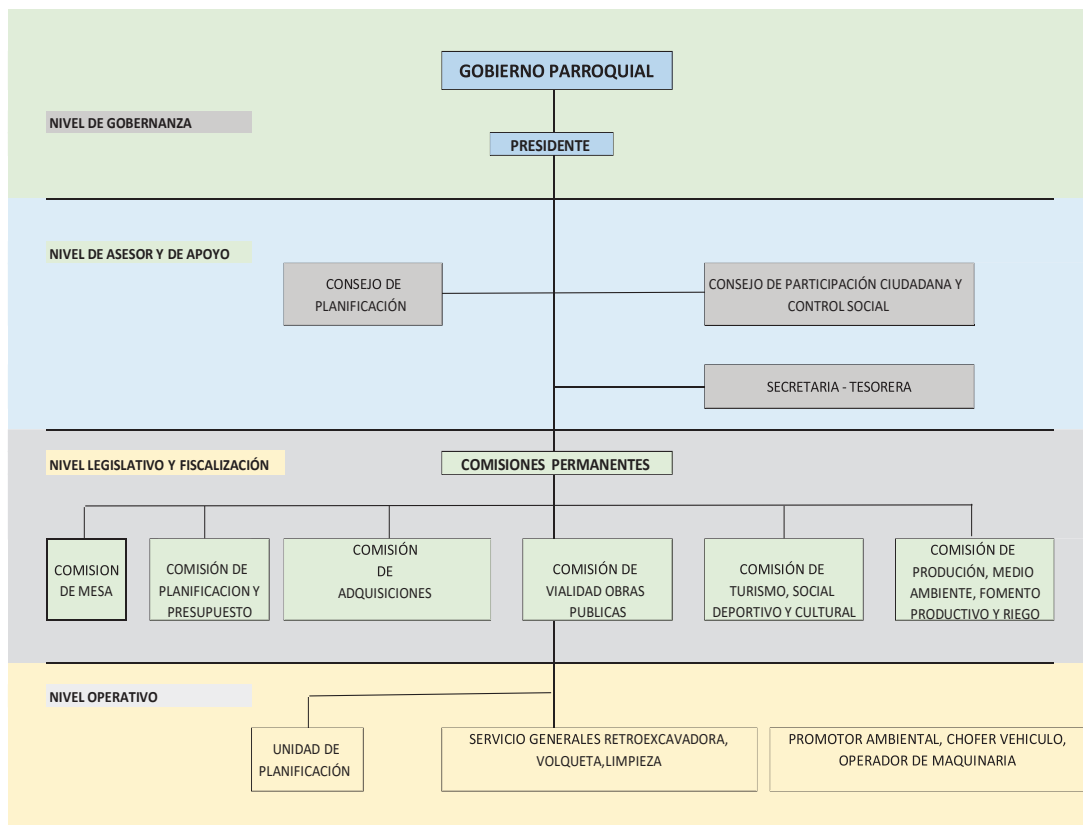 GOBIERNO PARROQUIAL
NIVEL DE GOBERNANZA
PRESIDENTE
NIVEL DE ASESOR Y DE APOYO
CONSEJO DE
PLANIFICACIÓN
CONSEJO DE PARTICIPACIÓN CIUDADANA Y
CONTROL SOCIAL
SECRETARIA - TESORERA
NIVEL LEGISLATIVO Y FISCALIZACIÓN
COMISIONES PERMANENTES
COMISION
DE MESA
COMISIÓN DE
PLANIFICACION Y
PRESUPUESTO
COMISIÓN
DE
ADQUISICIONES
COMISIÓN DE
VIALIDAD OBRAS
PUBLICAS
COMISIÓN DE
TURISMO, SOCIAL
DEPORTIVO Y CULTURAL
COMISIÓN DE
PRODUCIÓN, MEDIO
AMBIENTE, FOMENTO
PRODUCTIVO Y RIEGO
NIVEL OPERATIVO
UNIDAD DE
PLANIFICACIÓN
SERVICIO GENERALES RETROEXCAVADORA,
VOLQUETA,LIMPIEZA
PROMOTOR AMBIENTAL, CHOFER VEHICULO,
OPERADOR DE MAQUINARIA